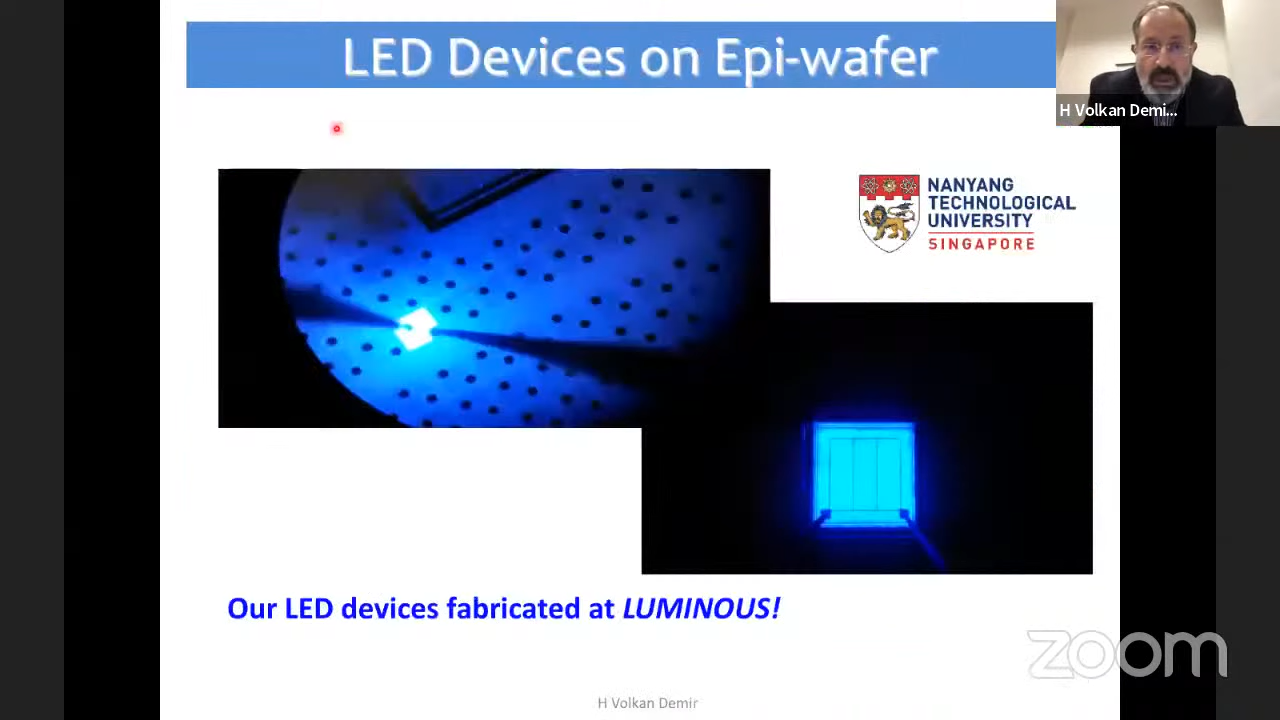 LED Devices on Epi-wafer
H Volkan Demi...
NANYANG
TECHNOLOGICAL
UNIVERSITY
SINGAPORE
Our LED devices fabricated at LUMINOUS!
zoom
H Volkan Demir